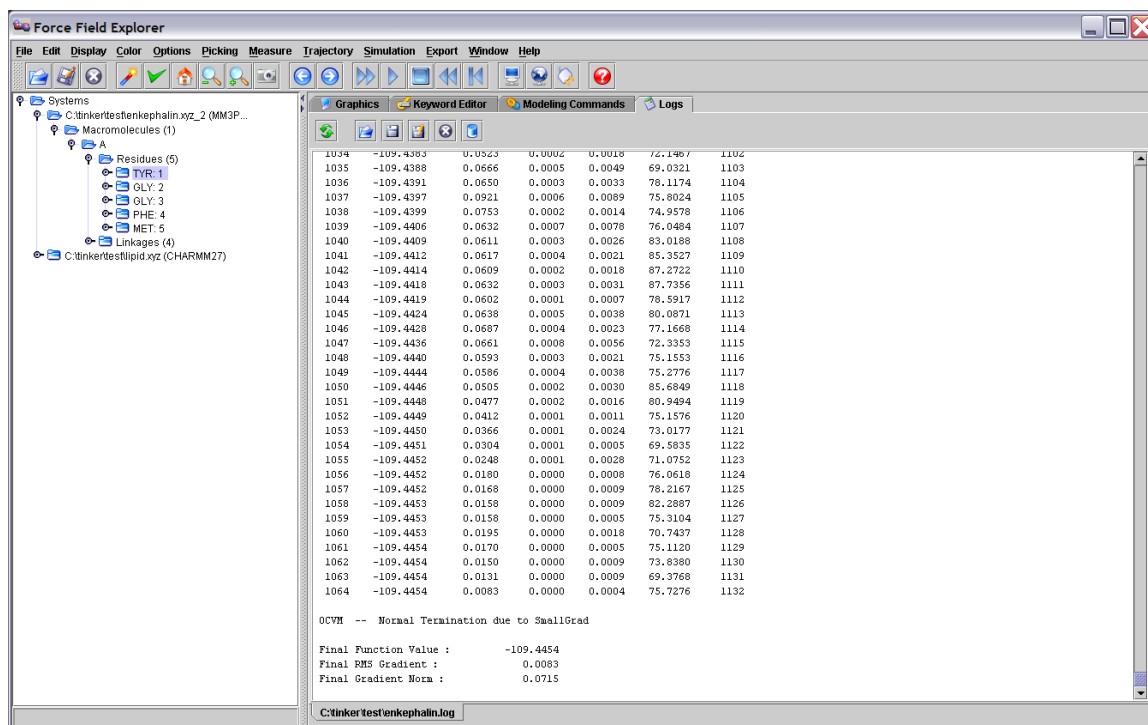 Force Field Explorer
File Edit Display Color Options Picking Measure Trajectory Simulation Export Window Help
Systems
C:\tinker\test\enkephalin.xyz_2 (MM3P...
Macromolecules (1)
A
Residues (5)
TYR: 1
GLY: 2
GLY: 3
PHE: 4
MET: 5
Linkages (4)
C:\tinker\test\lipid.xyz (CHARMM27)
Graphics Keyword Editor Modeling Commands Logs
1034 -109.4383 0.0523 0.0002 0.0018 72.1467 1102
1035 -109.4388 0.0666 0.0005 0.0049 69.0321 1103
1036 -109.4391 0.0650 0.0003 0.0033 78.1174 1104
1037 -109.4397 0.0921 0.0006 0.0089 75.8024 1105
1038 -109.4399 0.0753 0.0002 0.0014 74.9578 1106
1039 -109.4406 0.0632 0.0007 0.0078 76.0484 1107
1040 -109.4409 0.0611 0.0003 0.0026 83.0188 1108
1041 -109.4412 0.0617 0.0004 0.0021 85.3527 1109
1042 -109.4414 0.0609 0.0002 0.0018 87.2722 1110
1043 -109.4418 0.0632 0.0003 0.0031 87.7356 1111
1044 -109.4419 0.0602 0.0001 0.0007 78.5917 1112
1045 -109.4424 0.0638 0.0005 0.0038 80.0871 1113
1046 -109.4428 0.0687 0.0004 0.0023 77.1668 1114
1047 -109.4436 0.0661 0.0008 0.0056 72.3353 1115
1048 -109.4440 0.0593 0.0003 0.0021 75.1553 1116
1049 -109.4444 0.0586 0.0004 0.0038 75.2776 1117
1050 -109.4446 0.0505 0.0002 0.0030 85.6849 1118
1051 -109.4448 0.0477 0.0002 0.0016 80.9494 1119
1052 -109.4449 0.0412 0.0001 0.0011 75.1576 1120
1053 -109.4450 0.0366 0.0001 0.0024 73.0177 1121
1054 -109.4451 0.0304 0.0001 0.0005 69.5835 1122
1055 -109.4452 0.0248 0.0001 0.0028 71.0752 1123
1056 -109.4452 0.0180 0.0000 0.0008 76.0618 1124
1057 -109.4452 0.0168 0.0000 0.0009 78.2167 1125
1058 -109.4453 0.0158 0.0000 0.0009 82.2887 1126
1059 -109.4453 0.0158 0.0000 0.0005 75.3104 1127
1060 -109.4453 0.0195 0.0000 0.0018 70.7437 1128
1061 -109.4454 0.0170 0.0000 0.0005 75.1120 1129
1062 -109.4454 0.0150 0.0000 0.0009 73.8380 1130
1063 -109.4454 0.0131 0.0000 0.0009 69.3768 1131
1064 -109.4454 0.0083 0.0000 0.0004 75.7276 1132
OCVM -- Normal Termination due to SmallGrad
Final Function Value : -109.4454
Final RMS Gradient : 0.0083
Final Gradient Norm : 0.0715
C:\tinker\test\enkephalin.log